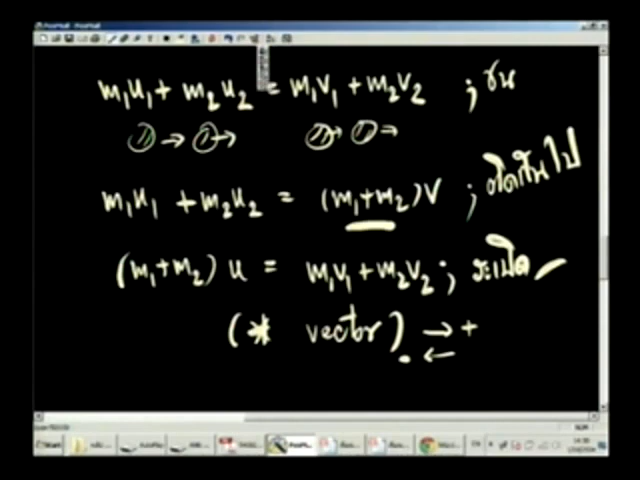 m₁u₁ + m₂u₂ = m₁v₁ + m₂v₂ ; ชน
m₁u₁ + m₂u₂ = (m₁+m₂)v ; ติดกันไป
(m₁+m₂) u = m₁v₁ + m₂v₂ ; ระเบิด
(* vector). → +
←